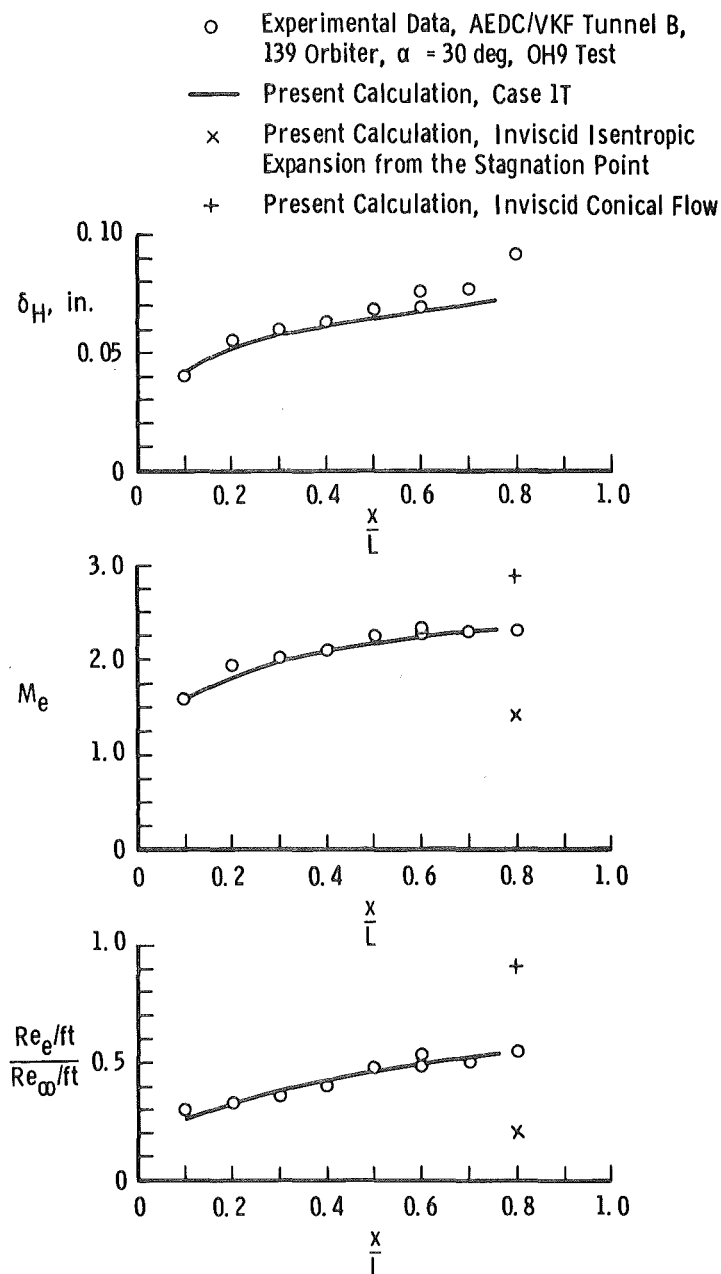 ○ Experimental Data, AEDC/VKF Tunnel B,
139 Orbiter, α = 30 deg, OH9 Test
— Present Calculation, Case 1T
× Present Calculation, Inviscid Isentropic
Expansion from the Stagnation Point
+ Present Calculation, Inviscid Conical Flow
0.10
δH, in.
0.05
0
0 0.2 0.4 0.6 0.8 1.0
x
L
3.0
2.0
Me
1.0
0
0 0.2 0.4 0.6 0.8 1.0
x
L
1.0
Ree/ft
0.5
Re∞/ft
0
0 0.2 0.4 0.6 0.8 1.0
x
L